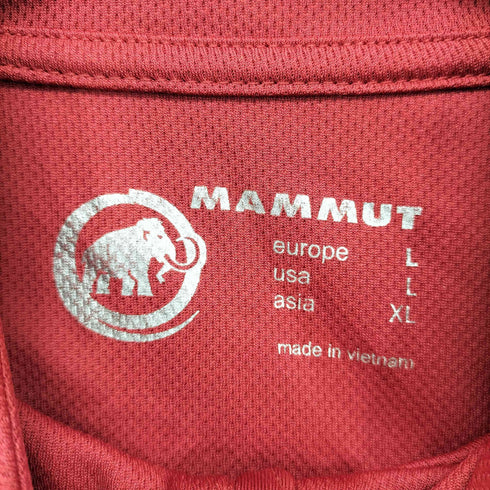 MAMMUT
europe L
usa L
asia XL
made in vietnam